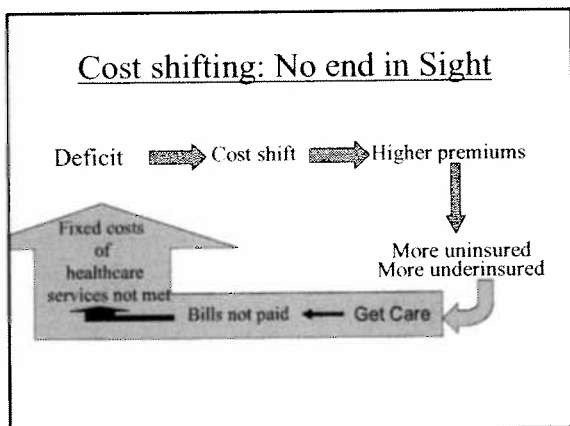 Cost shifting: No end in Sight
Deficit
Cost shift
Higher premiums
More uninsured
More underinsured
Get Care
Bills not paid
Fixed costs
of
healthcare
services not met